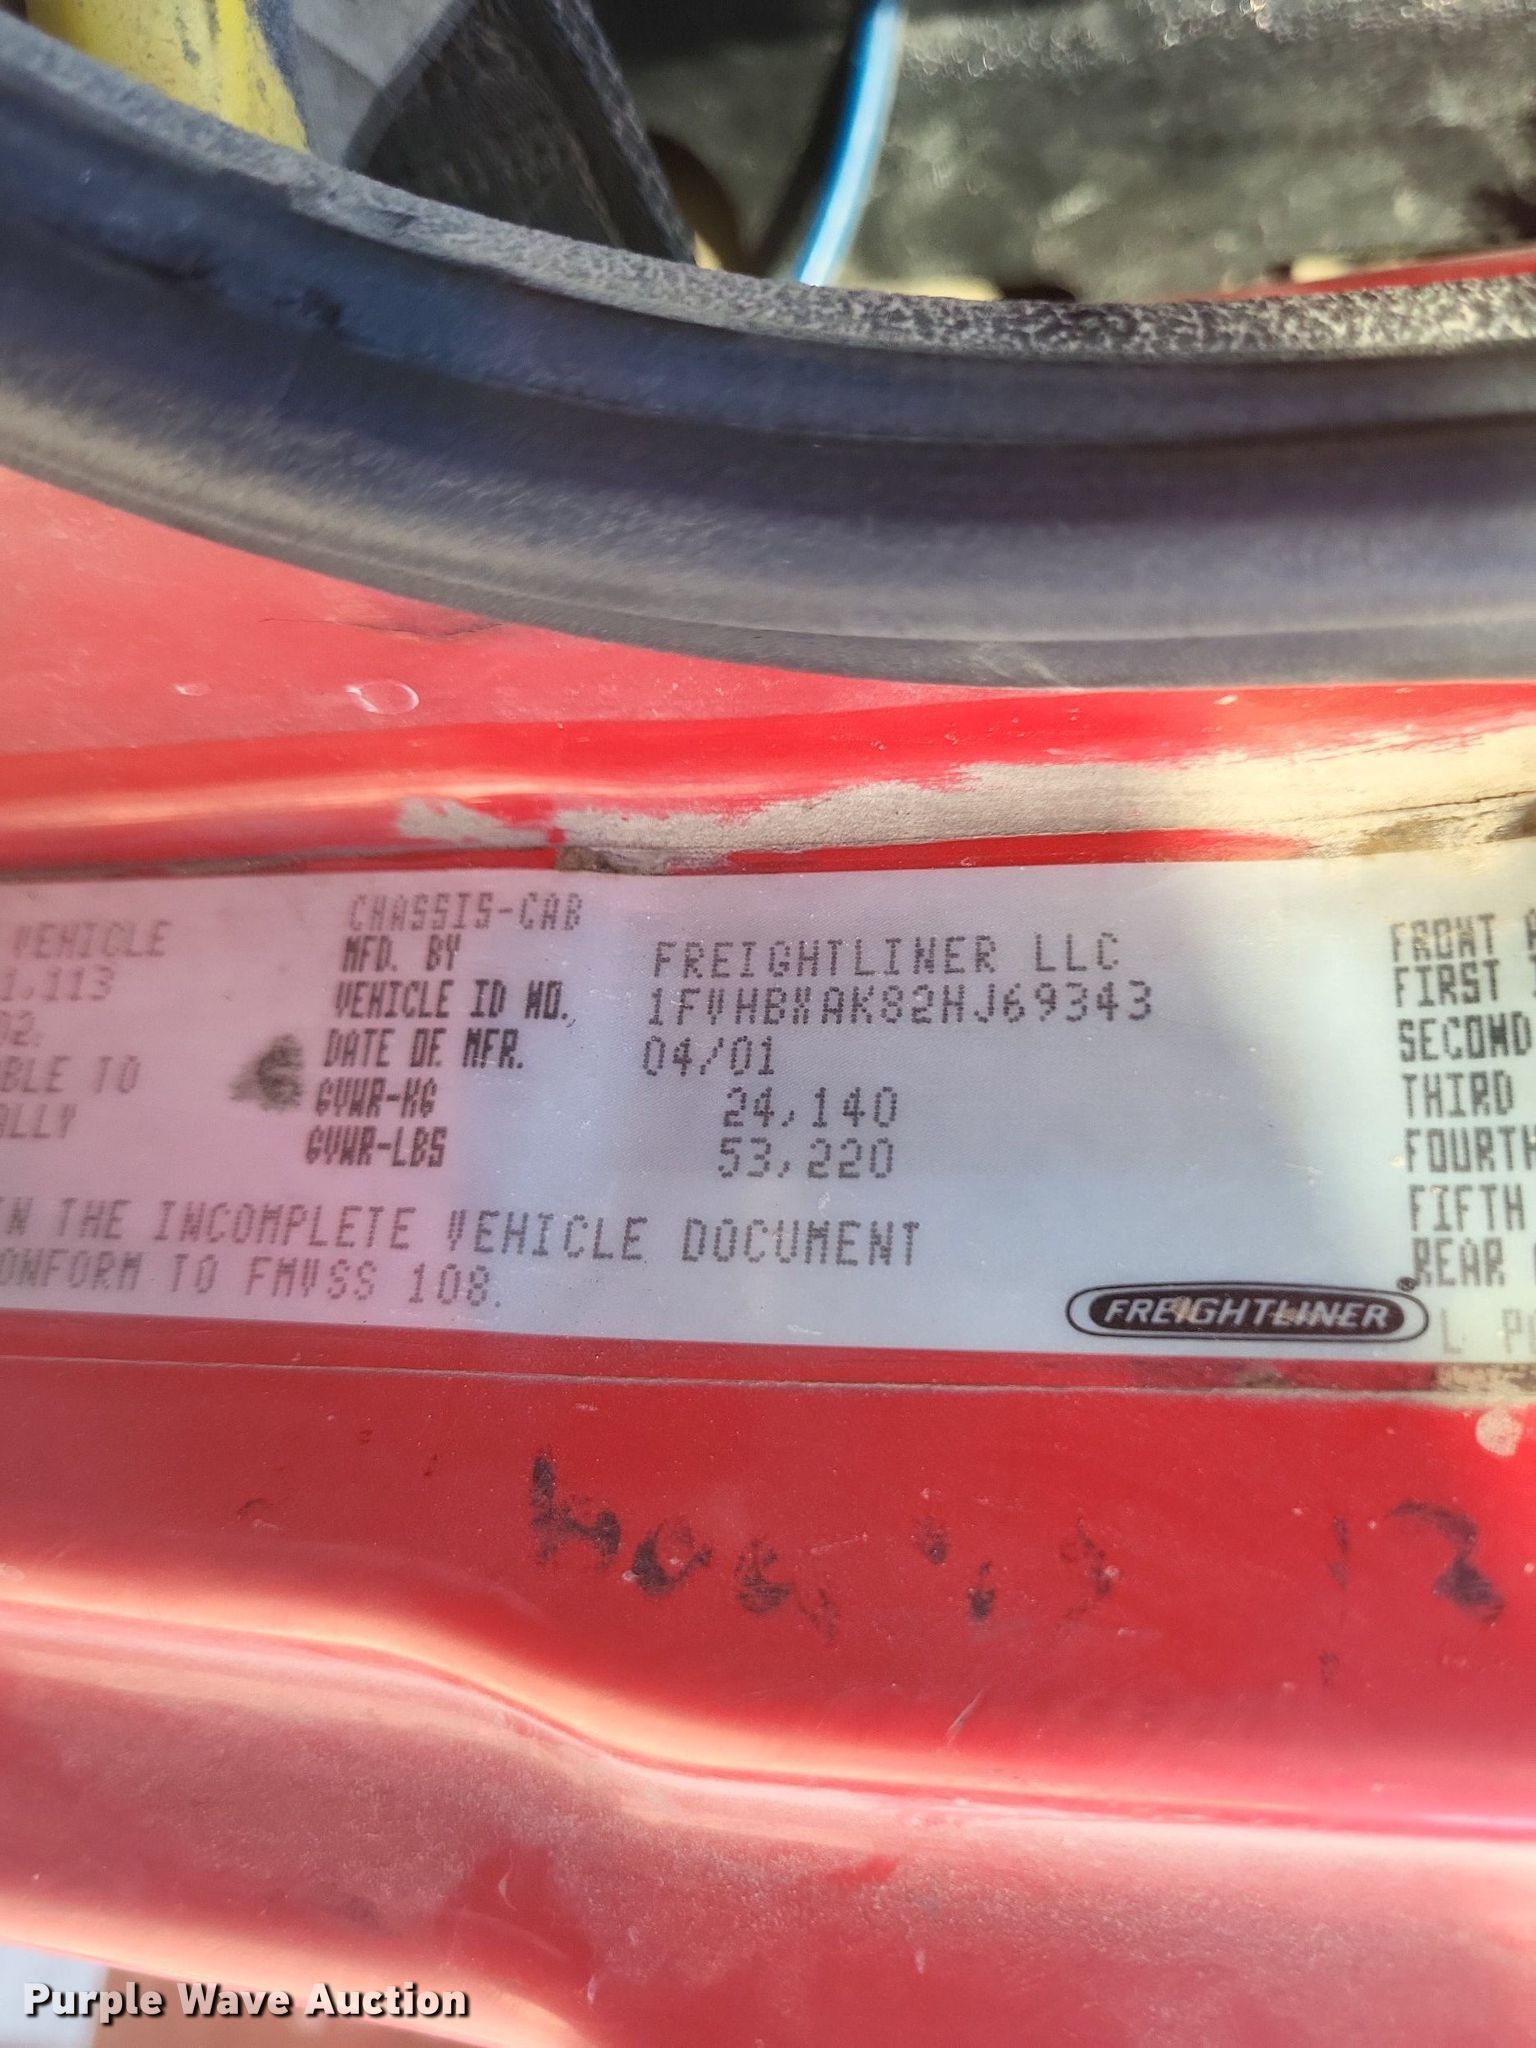 VEHICLE
1,113
02.
BLE TO
ALLY
CHASSIS-CAB
MFD. BY FREIGHTLINER LLC
VEHICLE ID NO. 1FVHBXAK82HJ69343
DATE OF MFR. 04/01
GVWR-KG 24,140
GVWR-LBS 53,220
IN THE INCOMPLETE VEHICLE DOCUMENT
ONFORM TO FMVSS 108.
FRONT
FIRST
SECOND
THIRD
FOURTH
FIFTH
REAR
FREIGHTLINER®
Purple Wave Auction